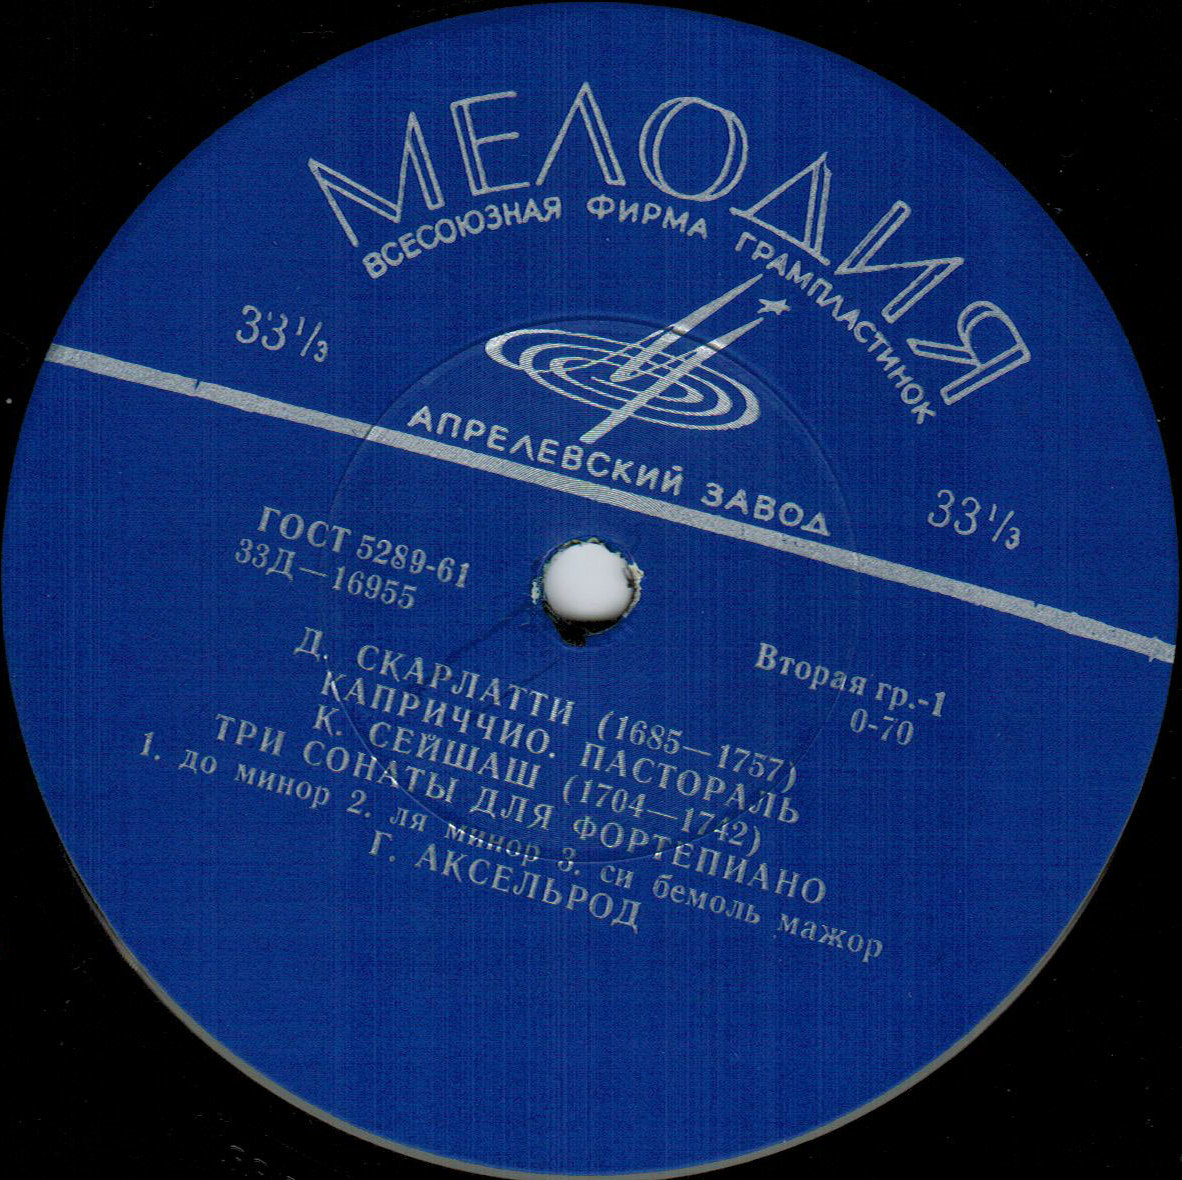 МЕЛОДИЯ
ВСЕСОЮЗНАЯ ФИРМА ГРАМПЛАСТИНОК
33⅓
АПРЕЛЕВСКИЙ ЗАВОД
33⅓
ГОСТ 5289-61
33Д—16955
Вторая гр.-1
0-70
Д. СКАРЛАТТИ (1685—1757)
КАПРИЧЧИО. ПАСТОРАЛЬ
К. СЕЙШАШ (1704—1742)
ТРИ СОНАТЫ ДЛЯ ФОРТЕПИАНО
1. до минор 2. ля минор 3. си бемоль мажор
Г. АКСЕЛЬРОД